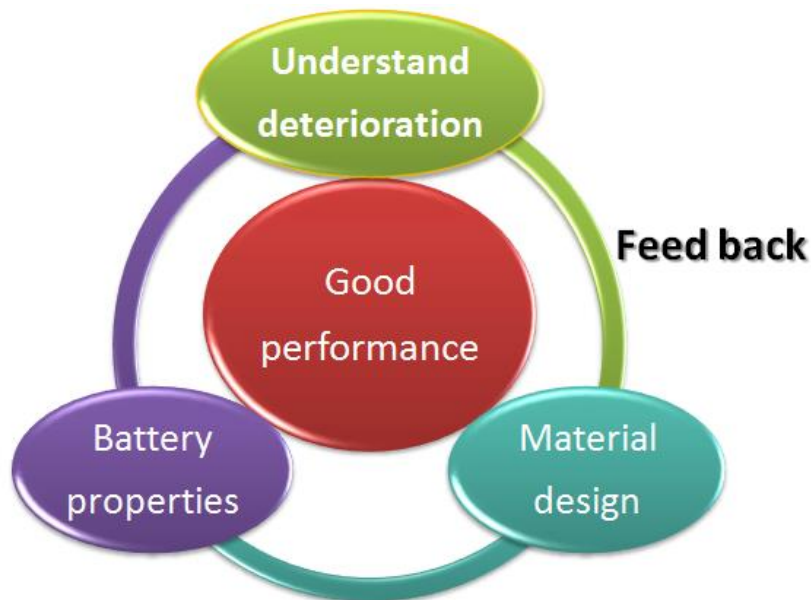 Understand
deterioration
Feed back
Good
performance
Battery
properties
Material
design